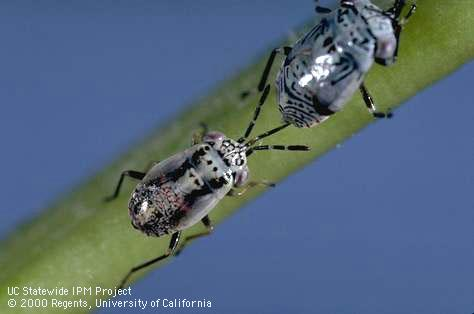 UC Statewide IPM Project
© 2000 Regents, University of California